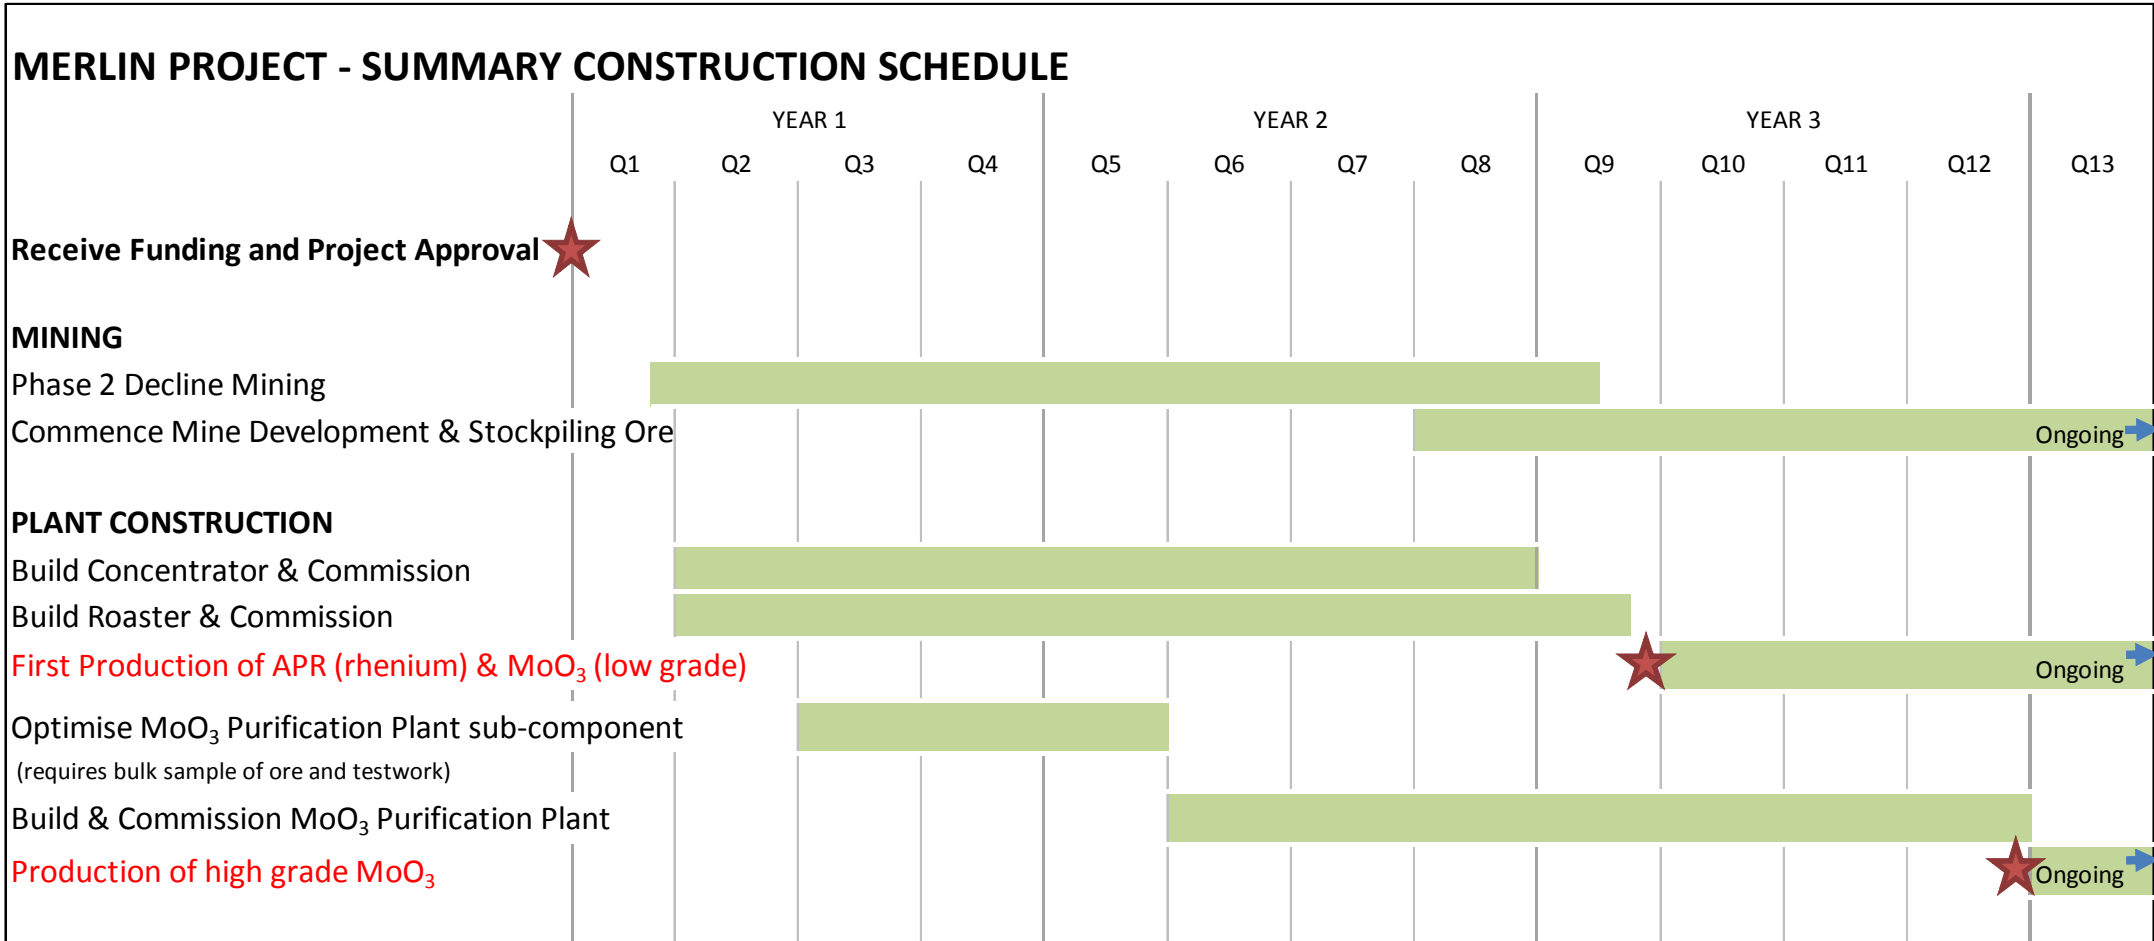 MERLIN PROJECT - SUMMARY CONSTRUCTION SCHEDULE
YEAR 1 YEAR 2 YEAR 3
Q1 Q2 Q3 Q4 Q5 Q6 Q7 Q8 Q9 Q10 Q11 Q12 Q13
Receive Funding and Project Approval
MINING
Phase 2 Decline Mining
Commence Mine Development & Stockpiling Ore Ongoing
PLANT CONSTRUCTION
Build Concentrator & Commission
Build Roaster & Commission
First Production of APR (rhenium) & MoO₃ (low grade) Ongoing
Optimise MoO₃ Purification Plant sub-component
(requires bulk sample of ore and testwork)
Build & Commission MoO₃ Purification Plant
Production of high grade MoO₃ Ongoing